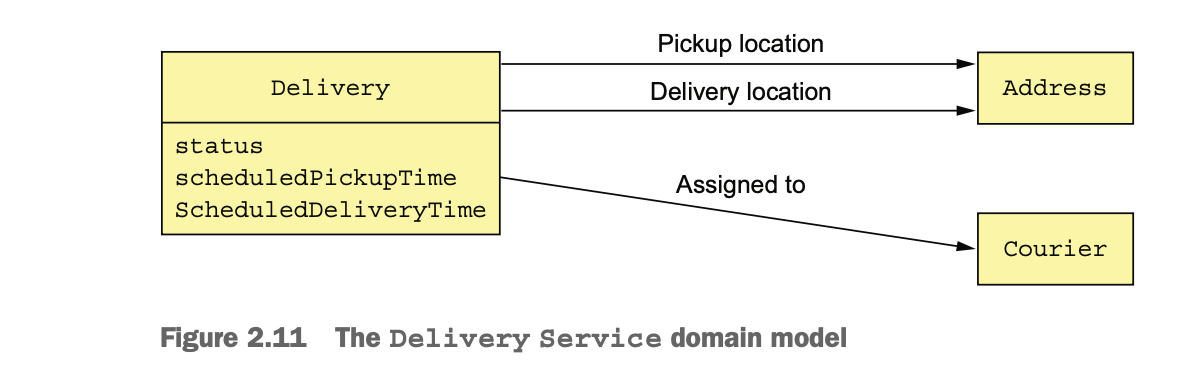 Pickup location
Delivery
Delivery location
Address
status
scheduledPickupTime
ScheduledDeliveryTime
Assigned to
Courier
Figure 2.11 The Delivery Service domain model